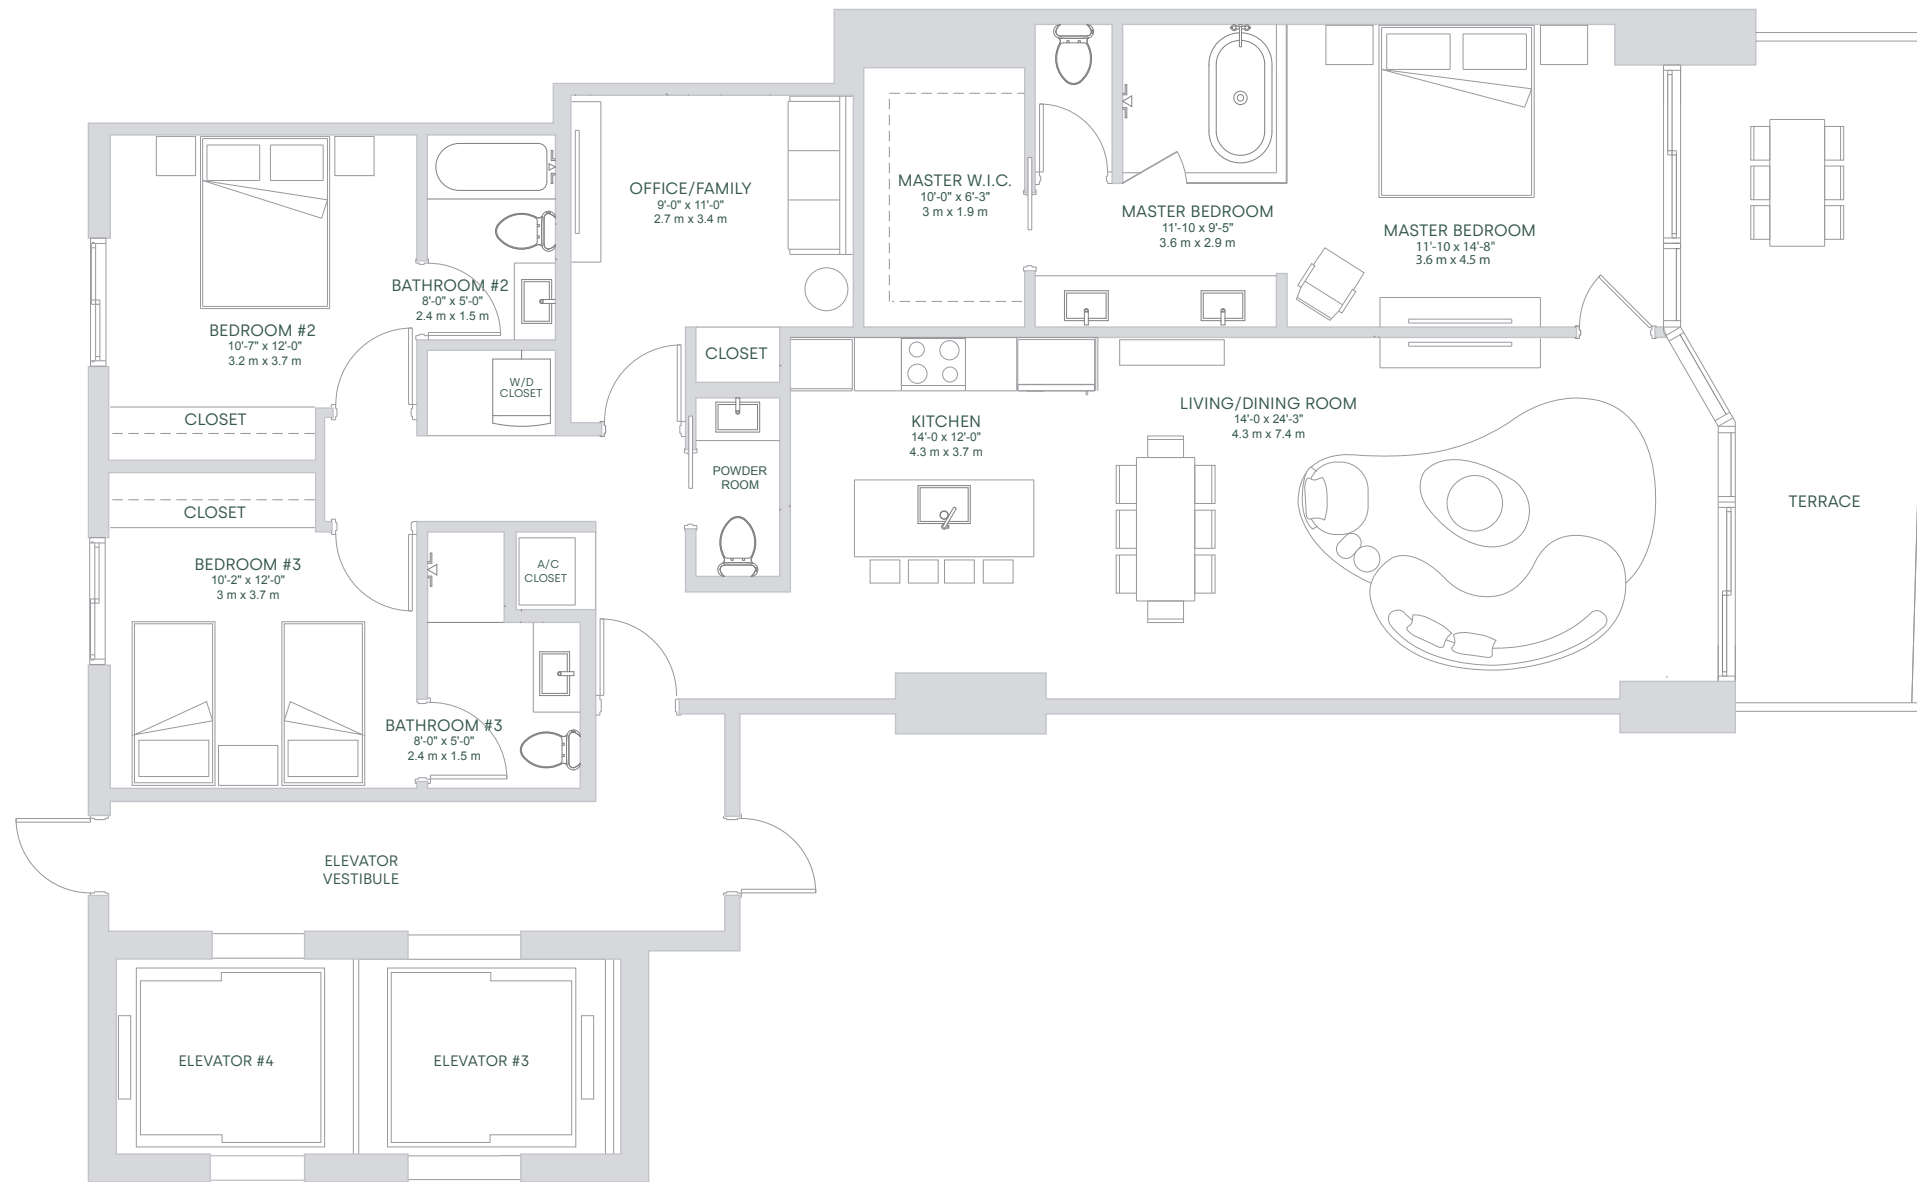 OFFICE/FAMILY
9'-0" x 11'-0"
2.7 m x 3.4 m
MASTER W.I.C.
10'-0" x 6'-3"
3 m x 1.9 m
MASTER BEDROOM
11'-10 x 9'-5"
3.6 m x 2.9 m
MASTER BEDROOM
11'-10 x 14'-8"
3.6 m x 4.5 m
BATHROOM #2
8'-0" x 5'-0"
2.4 m x 1.5 m
BEDROOM #2
10'-7" x 12'-0"
3.2 m x 3.7 m
CLOSET
W/D
CLOSET
CLOSET
KITCHEN
14'-0 x 12'-0"
4.3 m x 3.7 m
LIVING/DINING ROOM
14'-0 x 24'-3"
4.3 m x 7.4 m
POWDER
ROOM
TERRACE
CLOSET
BEDROOM #3
10'-2" x 12'-0"
3 m x 3.7 m
A/C
CLOSET
BATHROOM #3
8'-0" x 5'-0"
2.4 m x 1.5 m
ELEVATOR
VESTIBULE
ELEVATOR #4
ELEVATOR #3